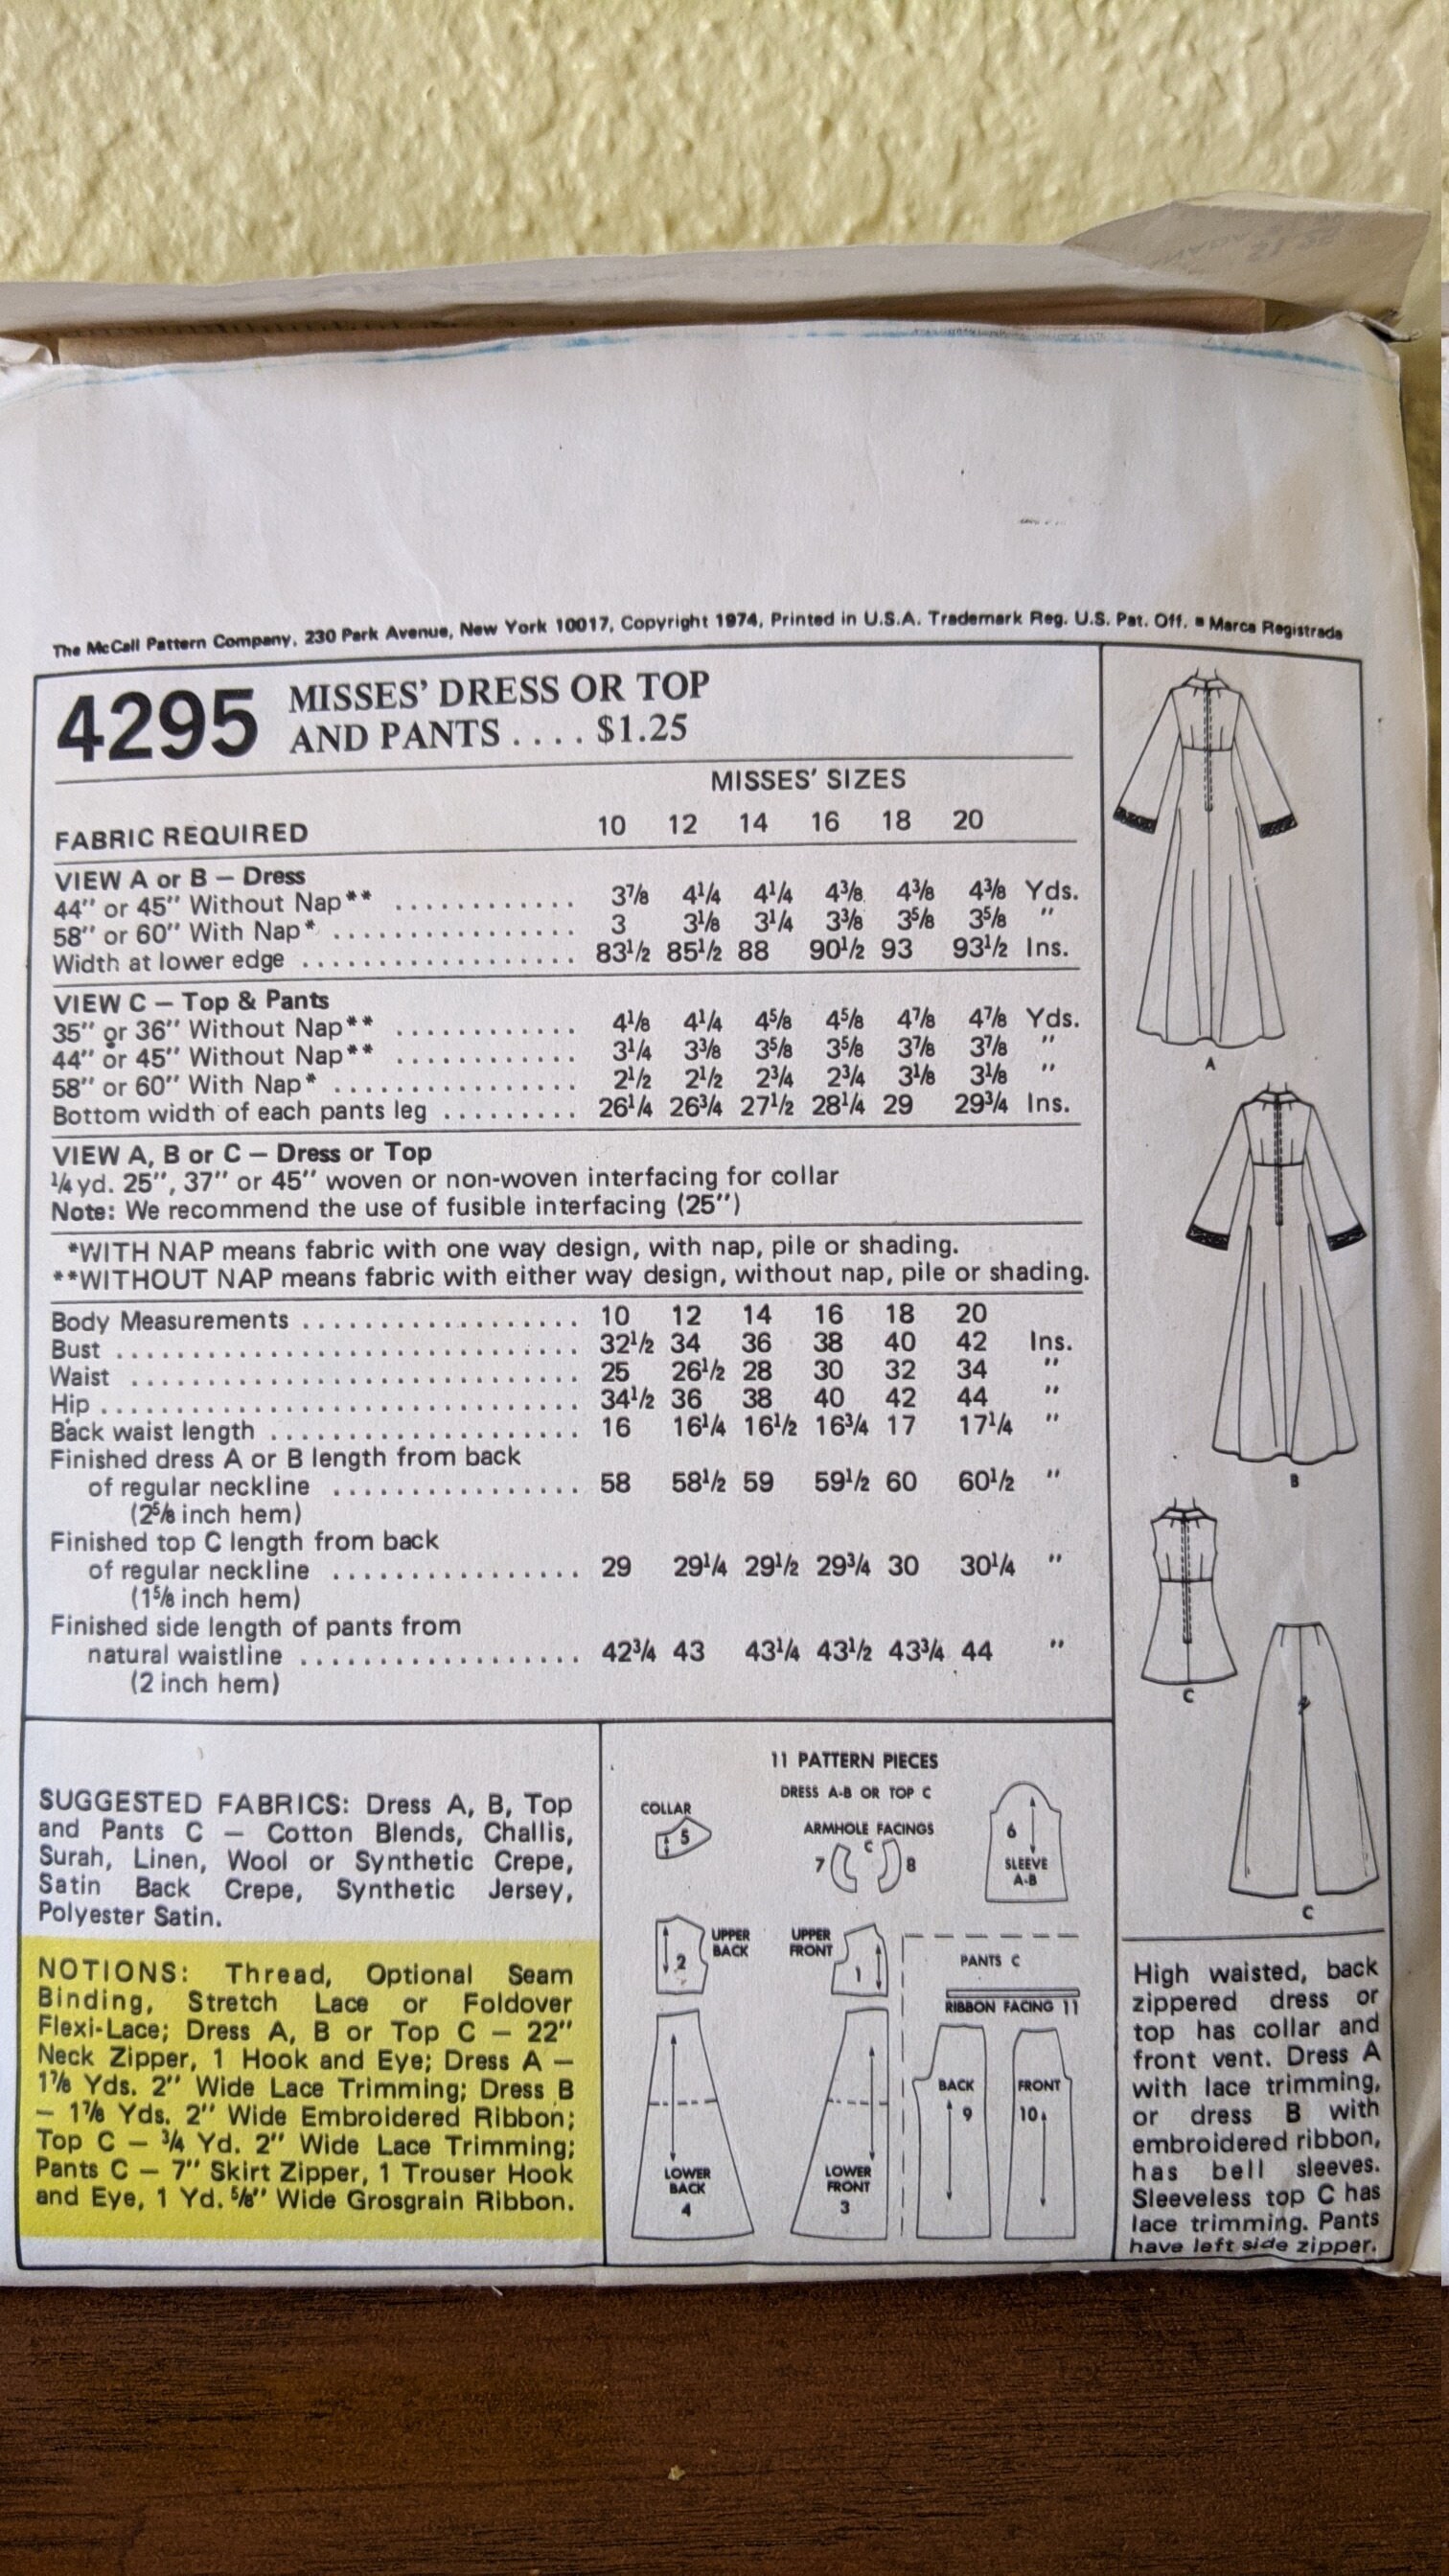 The McCall Pattern Company, 230 Park Avenue, New York 10017, Copyright 1974, Printed in U.S.A. Trademark Reg. U.S. Pat. Off. ■ Marca Registrada
4295 MISSES' DRESS OR TOP
AND PANTS .... $1.25
MISSES' SIZES
FABRIC REQUIRED 10 12 14 16 18 20
VIEW A or B — Dress
44" or 45" Without Nap** ............ 3⅞ 4¼ 4¼ 4⅜ 4⅜ 4⅜ Yds.
58" or 60" With Nap* ................ 3 3⅛ 3¼ 3⅜ 3⅝ 3⅝ "
Width at lower edge .................. 83½ 85½ 88 90½ 93 93½ Ins.
VIEW C — Top & Pants
35" or 36" Without Nap** ............ 4⅛ 4¼ 4⅝ 4⅝ 4⅞ 4⅞ Yds.
44" or 45" Without Nap** ............ 3¼ 3⅜ 3⅝ 3⅝ 3⅞ 3⅞ "
58" or 60" With Nap* ................ 2½ 2½ 2¾ 2¾ 3⅛ 3⅛ "
Bottom width of each pants leg ......... 26¼ 26¾ 27½ 28¼ 29 29¾ Ins.
VIEW A, B or C — Dress or Top
¼ yd. 25", 37" or 45" woven or non-woven interfacing for collar
Note: We recommend the use of fusible interfacing (25")
*WITH NAP means fabric with one way design, with nap, pile or shading.
**WITHOUT NAP means fabric with either way design, without nap, pile or shading.
Body Measurements ................... 10 12 14 16 18 20
Bust ............................... 32½ 34 36 38 40 42 Ins.
Waist .............................. 25 26½ 28 30 32 34 "
Hip ................................ 34½ 36 38 40 42 44 "
Back waist length .................... 16 16¼ 16½ 16¾ 17 17¼ "
Finished dress A or B length from back
of regular neckline ................ 58 58½ 59 59½ 60 60½ "
(2⅝ inch hem)
Finished top C length from back
of regular neckline ................ 29 29¼ 29½ 29¾ 30 30¼ "
(1⅝ inch hem)
Finished side length of pants from
natural waistline .................. 42¾ 43 43¼ 43½ 43¾ 44 "
(2 inch hem)
SUGGESTED FABRICS: Dress A, B, Top
and Pants C — Cotton Blends, Challis,
Surah, Linen, Wool or Synthetic Crepe,
Satin Back Crepe, Synthetic Jersey,
Polyester Satin.
NOTIONS: Thread, Optional Seam
Binding, Stretch Lace or Foldover
Flexi-Lace; Dress A, B or Top C — 22"
Neck Zipper, 1 Hook and Eye; Dress A —
1⅞ Yds. 2" Wide Lace Trimming; Dress B
— 1⅞ Yds. 2" Wide Embroidered Ribbon;
Top C — ¾ Yd. 2" Wide Lace Trimming;
Pants C — 7" Skirt Zipper, 1 Trouser Hook
and Eye, 1 Yd. ⅝" Wide Grosgrain Ribbon.
11 PATTERN PIECES
DRESS A-B OR TOP C
COLLAR
5
ARMHOLE FACINGS
C
7 8
6
SLEEVE
A-B
UPPER
BACK
2
UPPER
FRONT
1
PANTS C
RIBBON FACING 11
LOWER
BACK
4
LOWER
FRONT
3
BACK
9
FRONT
10
A
B
C
C
High waisted, back
zippered dress or
top has collar and
front vent. Dress A
with lace trimming,
or dress B with
embroidered ribbon,
has bell sleeves.
Sleeveless top C has
lace trimming. Pants
have left side zipper.